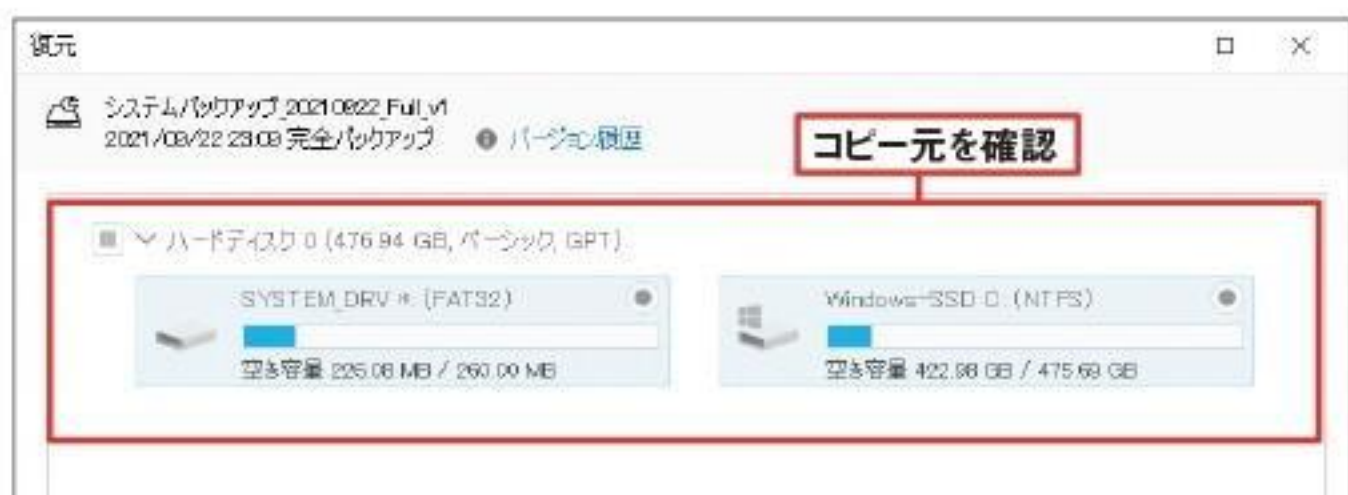 復元
システムバックアップ_20210922_Full_v1
2021/09/22 23:09 完全バックアップ バージョン履歴
コピー元を確認
ハードディスク 0 (476.94 GB, ベーシック, GPT)
SYSTEM_DRV *: (FAT32)
空き容量 225.08 MB / 260.00 MB
Windows-SSD C: (NTFS)
空き容量 422.98 GB / 475.69 GB